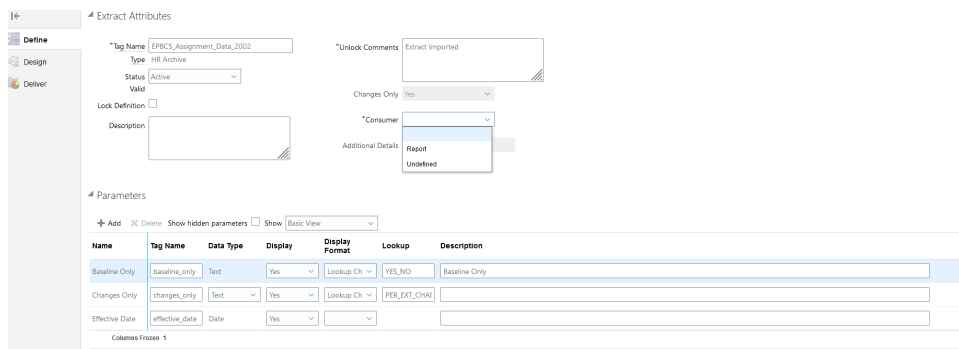 Extract Attributes
Define
Design
Deliver
*Tag Name EPBCS_Assignment_Data_2002
Type HR Archive
Status Active
Valid
Lock Definition
Description
*Unlock Comments Extract Imported
Changes Only Yes
*Consumer
Report
Undefined
Additional Details
Parameters
Add Delete Show hidden parameters Show Basic View
Name Tag Name Data Type Display Display Format Lookup Description
Baseline Only baseline_only Text Yes Lookup Ch YES_NO Baseline Only
Changes Only changes_only Text Yes Lookup Ch PER_EXT_CHAI
Effective Date effective_date Date Yes
Columns Frozen 1